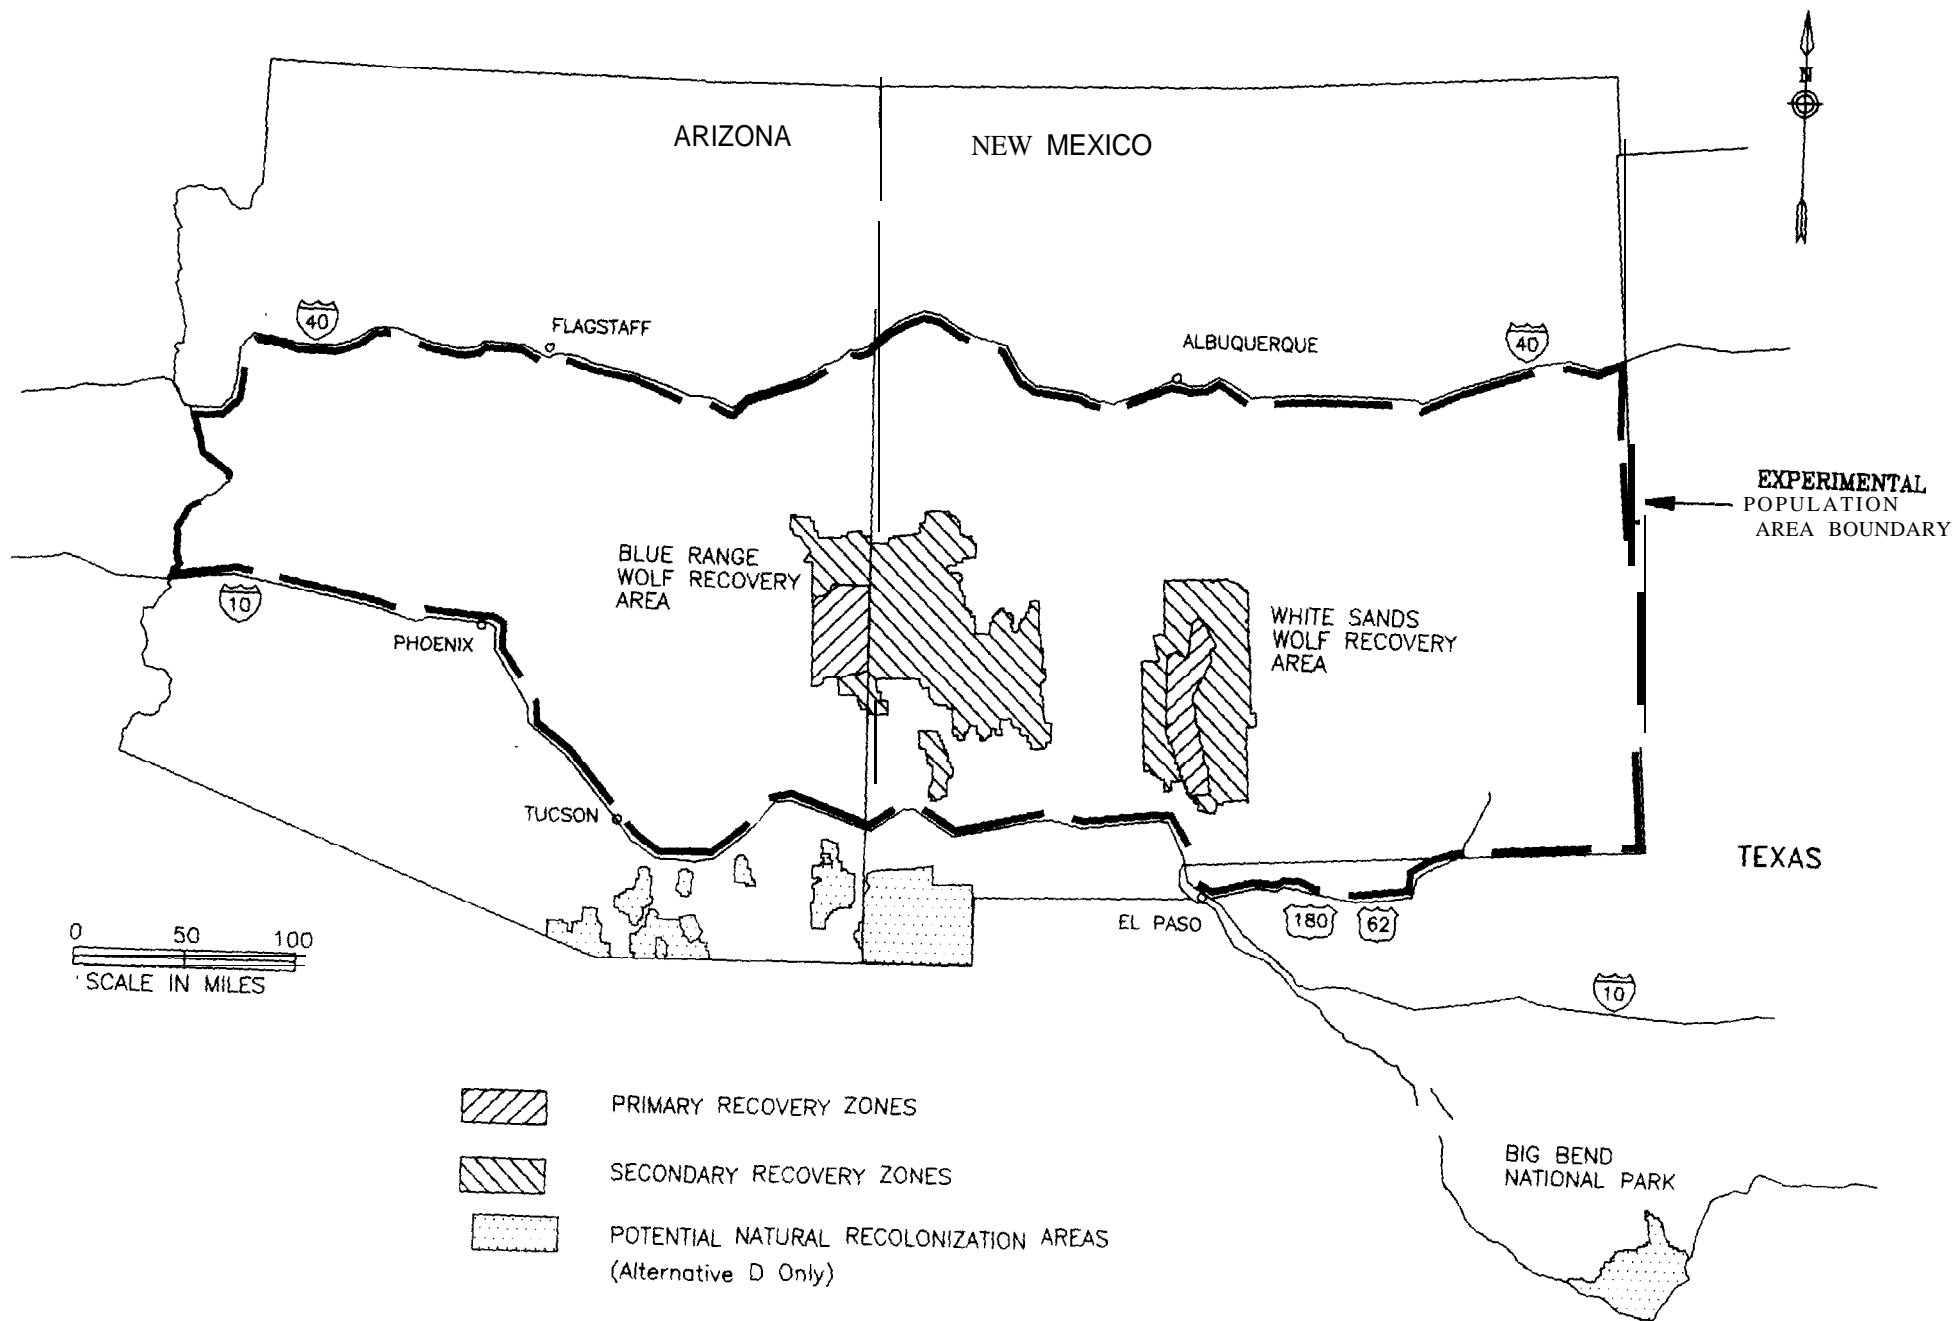 N
ARIZONA
NEW MEXICO
40
FLAGSTAFF
ALBUQUERQUE
40
EXPERIMENTAL
POPULATION
AREA BOUNDARY
BLUE RANGE
WOLF RECOVERY
AREA
10
PHOENIX
WHITE SANDS
WOLF RECOVERY
AREA
TUCSON
TEXAS
EL PASO
180
62
0 50 100
SCALE IN MILES
10
PRIMARY RECOVERY ZONES
SECONDARY RECOVERY ZONES
POTENTIAL NATURAL RECOLONIZATION AREAS
(Alternative D Only)
BIG BEND
NATIONAL PARK